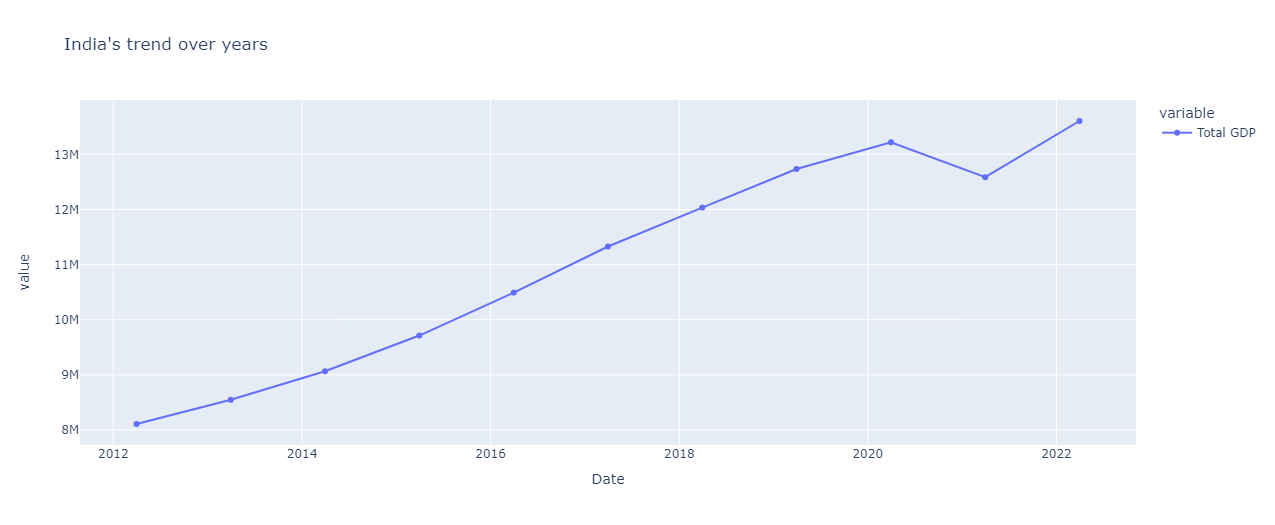 India's trend over years
variable
Total GDP
value
13M
12M
11M
10M
9M
8M
2012 2014 2016 2018 2020 2022
Date